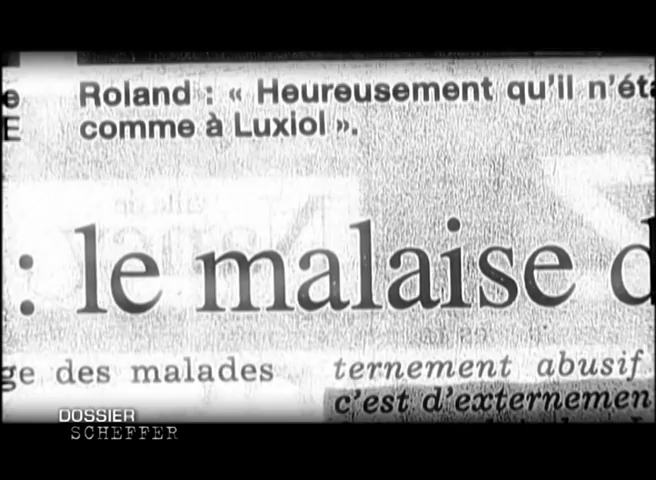 e
Roland : « Heureusement qu'il n'éta
E
comme à Luxiol ».
: le malaise d
ge des malades
ternement abusif
c'est d'externemen
DOSSIER
SCHEFFER